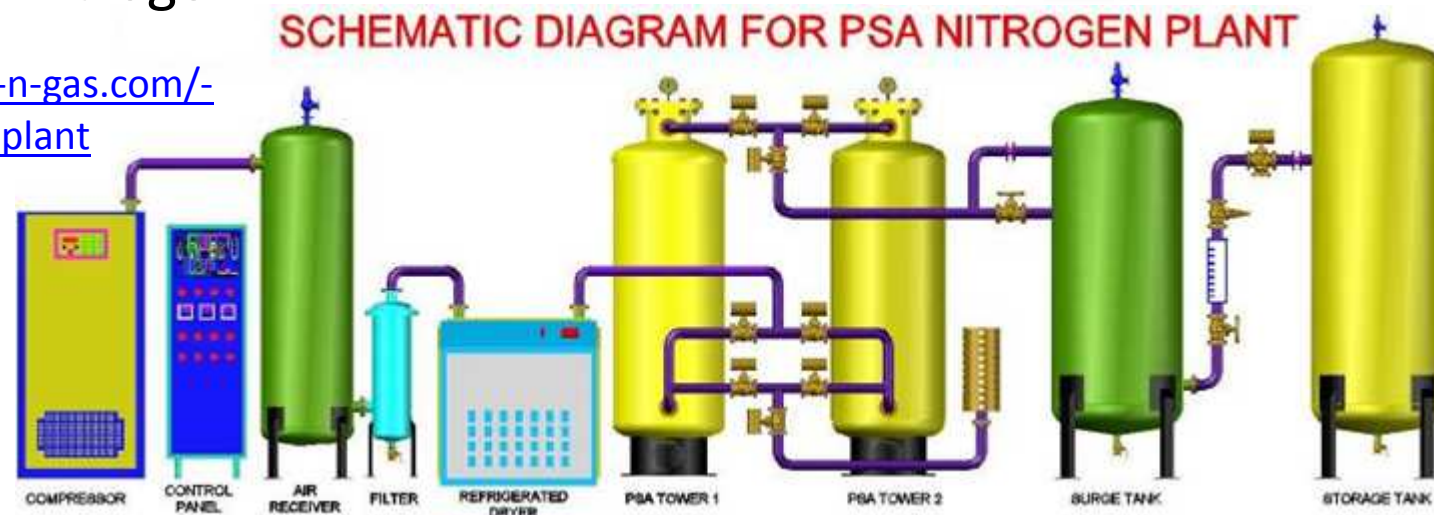 SCHEMATIC DIAGRAM FOR PSA NITROGEN PLANT
-n-gas.com/-
plant
COMPRESSOR
CONTROL
PANEL
AIR
RECEIVER
FILTER
REFRIGERATED
DRYER
PSA TOWER 1
PSA TOWER 2
SURGE TANK
STORAGE TANK